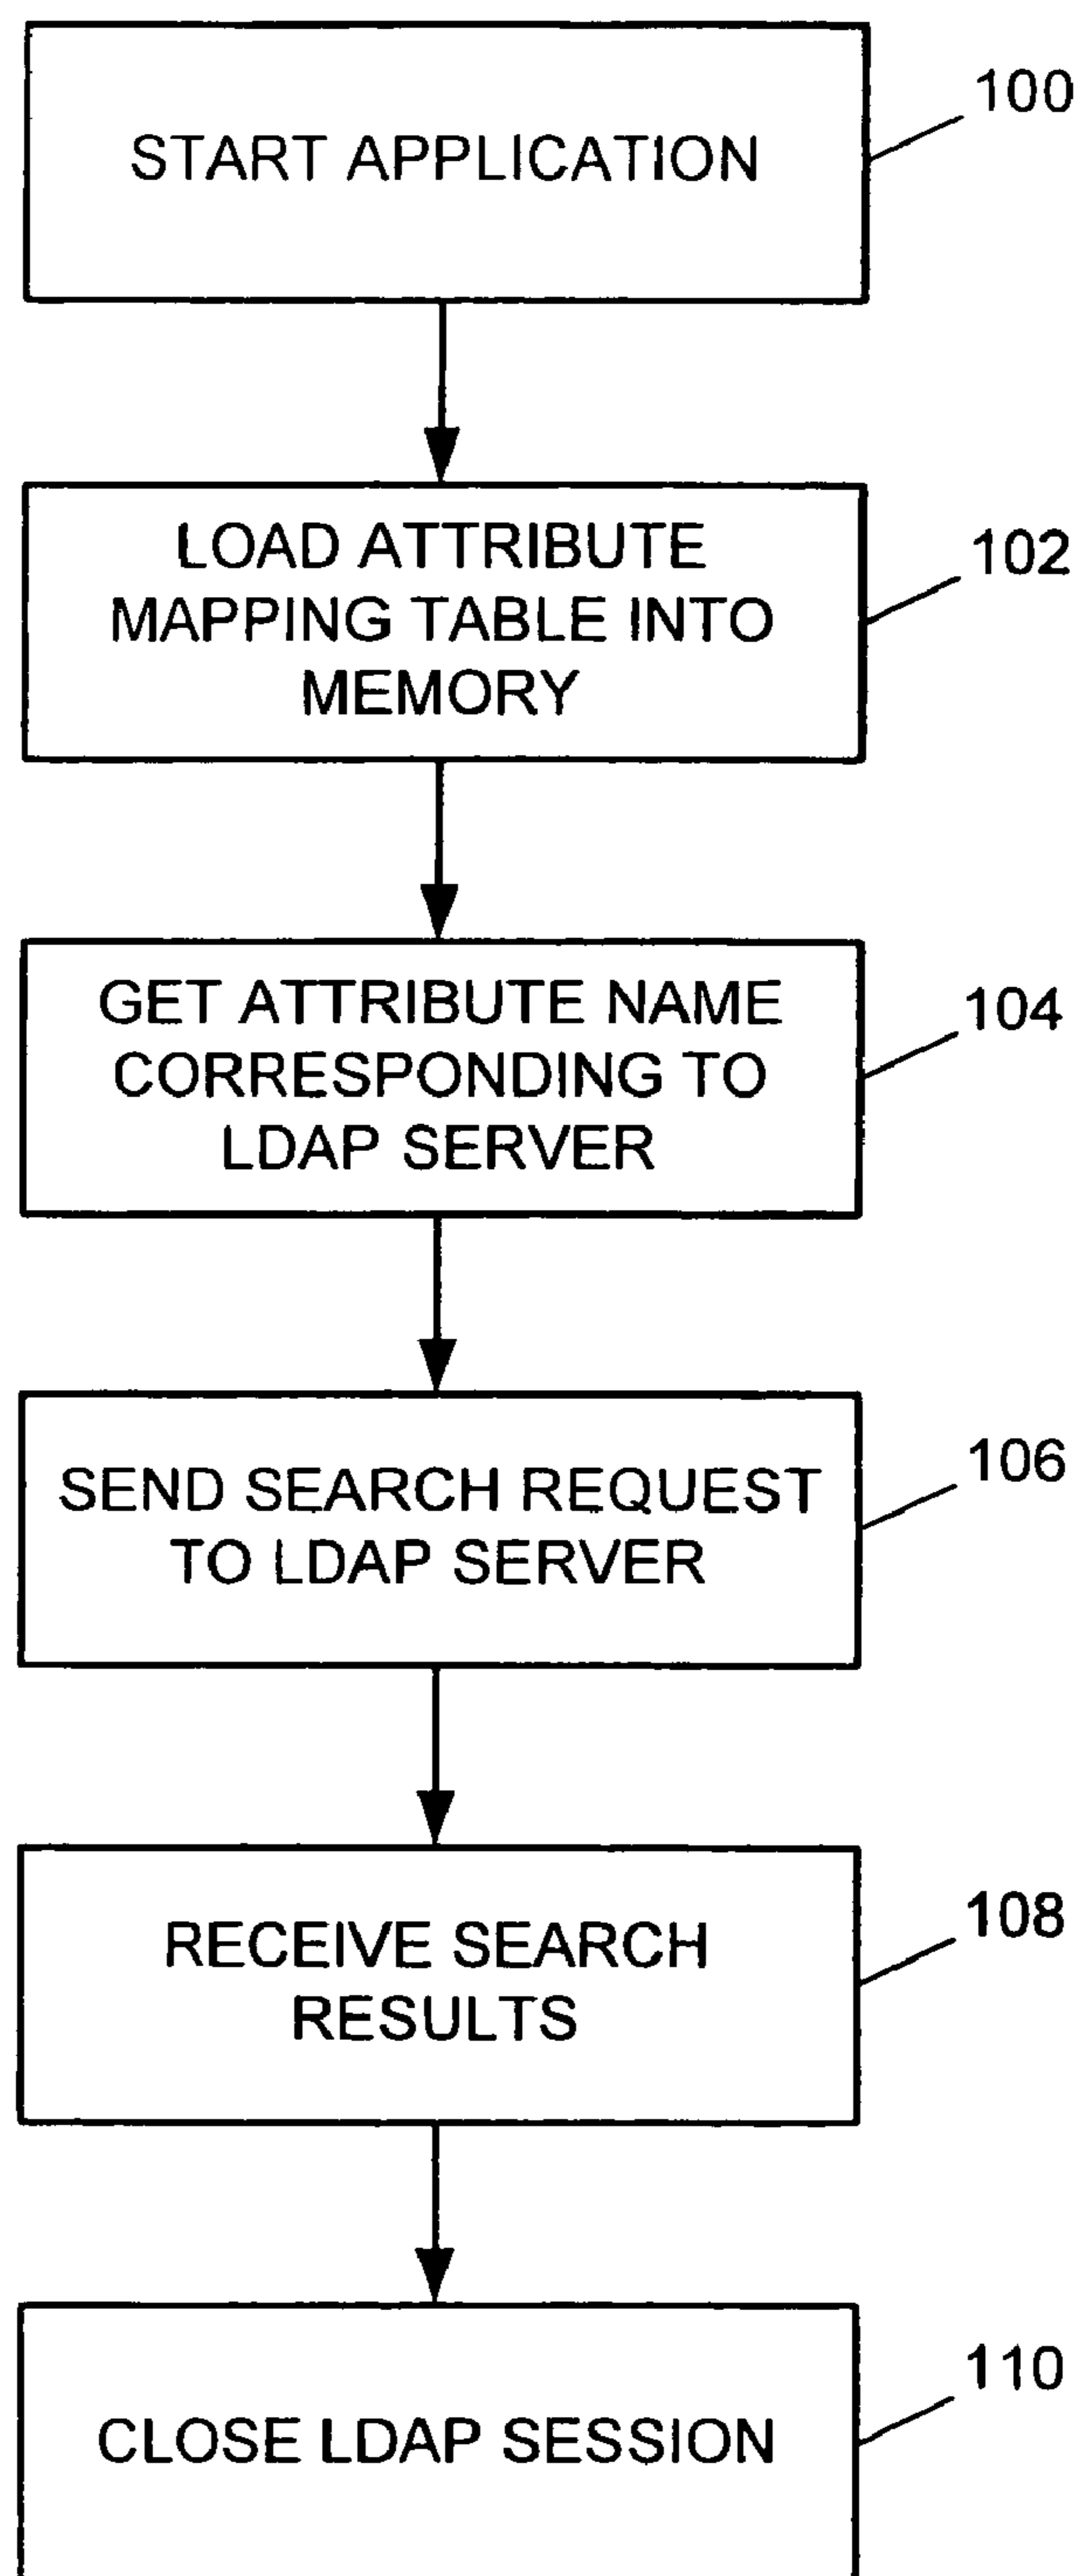 START APPLICATION
100
LOAD ATTRIBUTE
MAPPING TABLE INTO
MEMORY
102
GET ATTRIBUTE NAME
CORRESPONDING TO
LDAP SERVER
104
SEND SEARCH REQUEST
TO LDAP SERVER
106
RECEIVE SEARCH
RESULTS
108
CLOSE LDAP SESSION
110